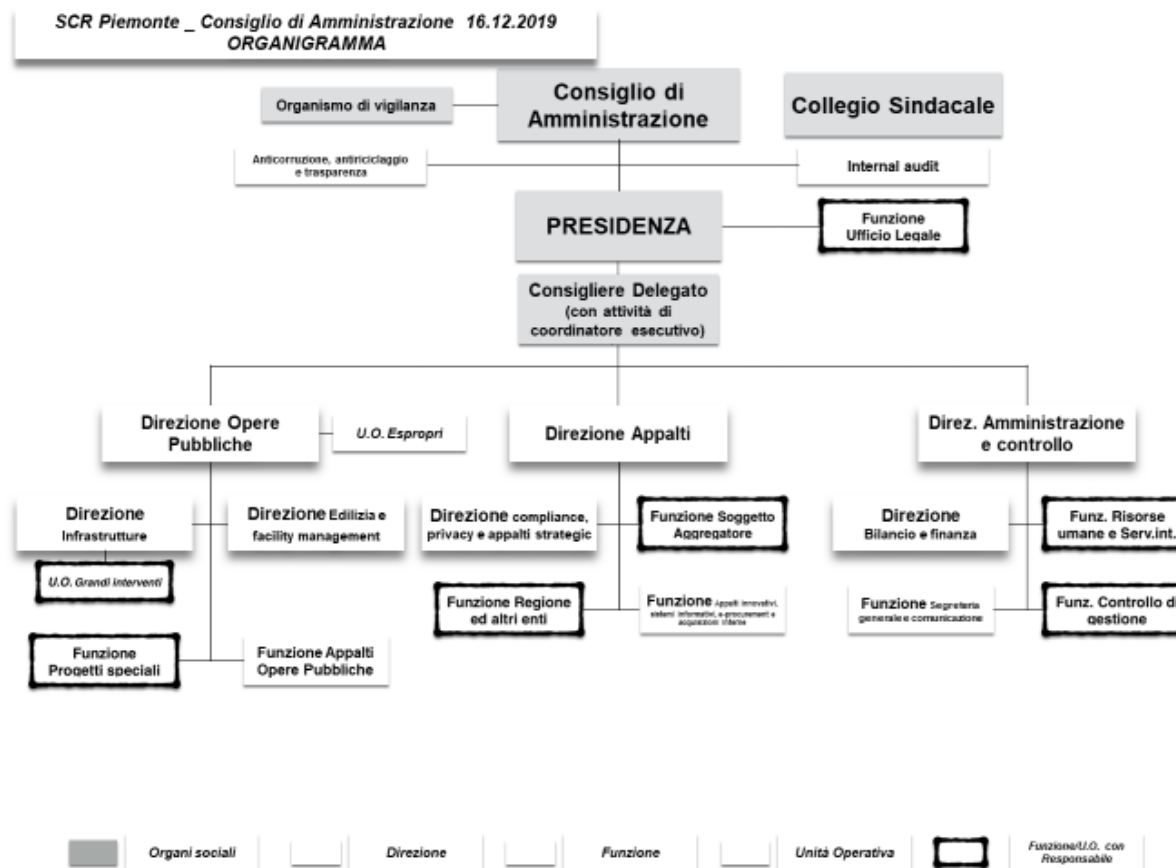 SCR Piemonte _ Consiglio di Amministrazione 16.12.2019
ORGANIGRAMMA
Organismo di vigilanza
Consiglio di
Amministrazione
Collegio Sindacale
Anticorruzione, antiriciclaggio
e trasparenza
Internal audit
PRESIDENZA
Funzione
Ufficio Legale
Consigliere Delegato
(con attività di
coordinatore esecutivo)
Direzione Opere
Pubbliche
U.O. Espropri
Direzione Appalti
Direz. Amministrazione
e controllo
Direzione
Infrastrutture
Direzione Edilizia e
facility management
Direzione compliance,
privacy e appalti strategic
Funzione Soggetto
Aggregatore
Direzione
Bilancio e finanza
Funz. Risorse
umane e Serv.int.
U.O. Grandi Interventi
Funzione Regione
ed altri enti
Funzione Appalti innovativi,
sistemi informativi, e-procurement e
acquisizioni interne
Funzione Segreteria
generale e comunicazione
Funz. Controllo di
gestione
Funzione
Progetti speciali
Funzione Appalti
Opere Pubbliche
Organi sociali
Direzione
Funzione
Unità Operativa
Funzione/U.O. con
Responsabile